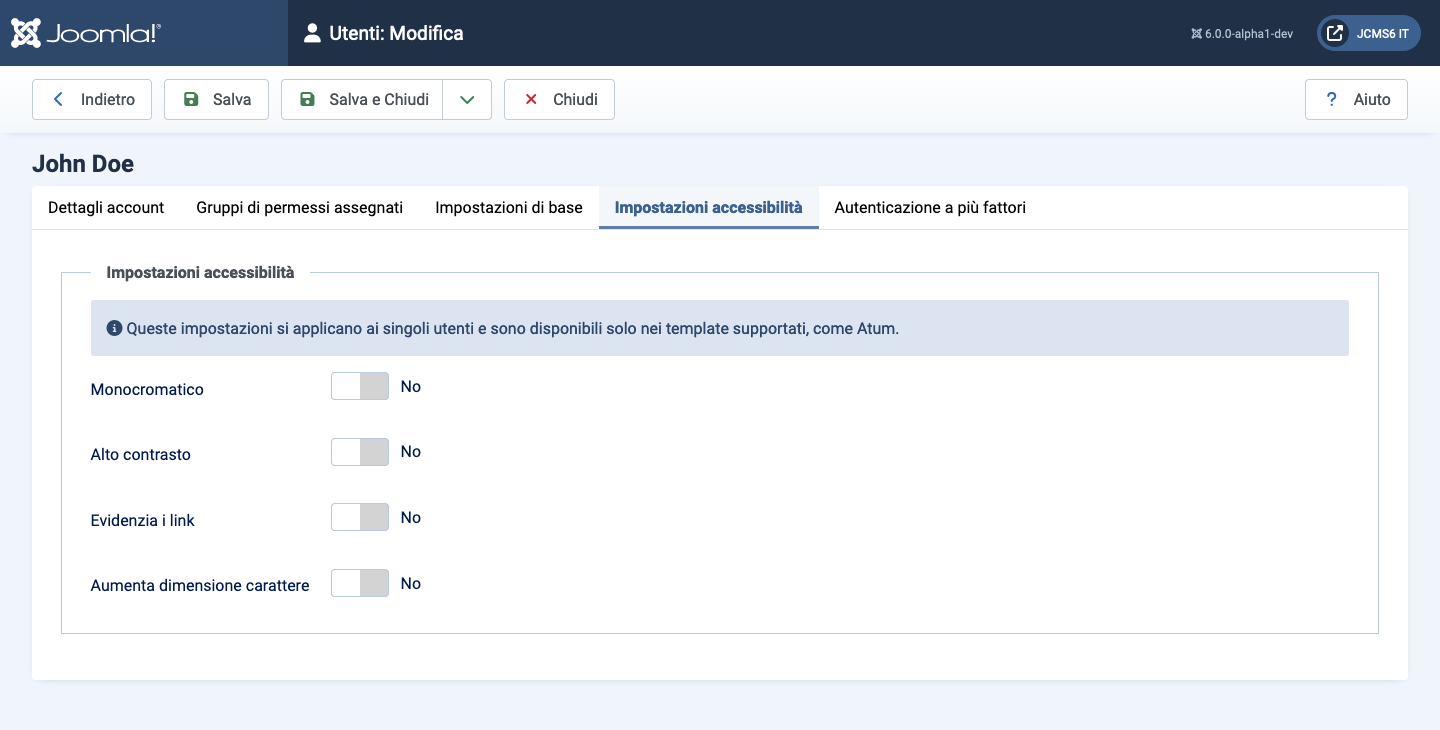 Joomla!®
Utenti: Modifica
6.0.0-alpha1-dev
JCMS6 IT
Indietro
Salva
Salva e Chiudi
Chiudi
? Aiuto
John Doe
Dettagli account
Gruppi di permessi assegnati
Impostazioni di base
Impostazioni accessibilità
Autenticazione a più fattori
Impostazioni accessibilità
Queste impostazioni si applicano ai singoli utenti e sono disponibili solo nei template supportati, come Atum.
Monocromatico No
Alto contrasto No
Evidenzia i link No
Aumenta dimensione carattere No